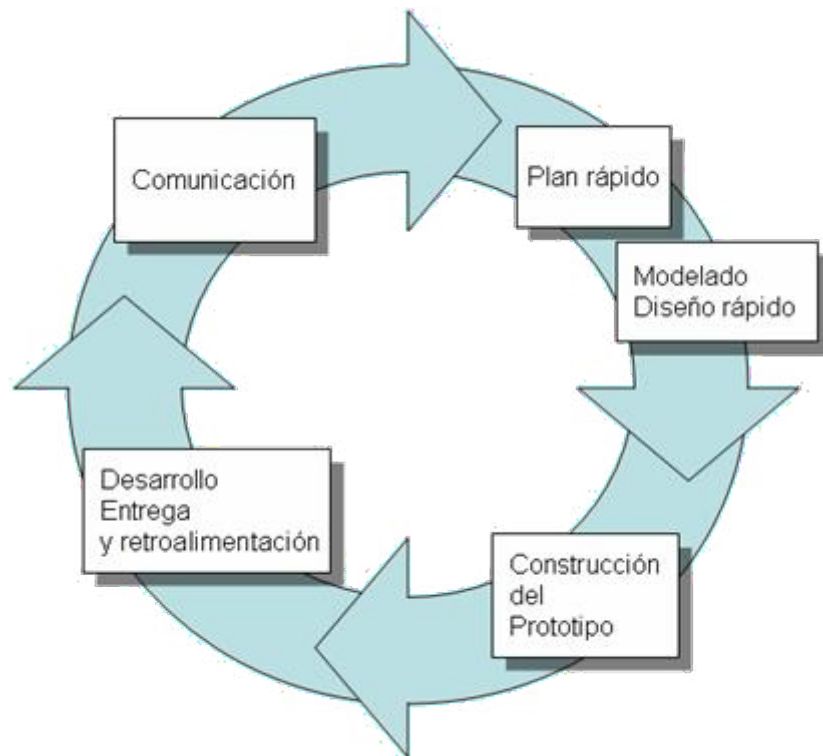 Comunicación
Plan rápido
Modelado
Diseño rápido
Construcción
del
Prototipo
Desarrollo
Entrega
y retroalimentación